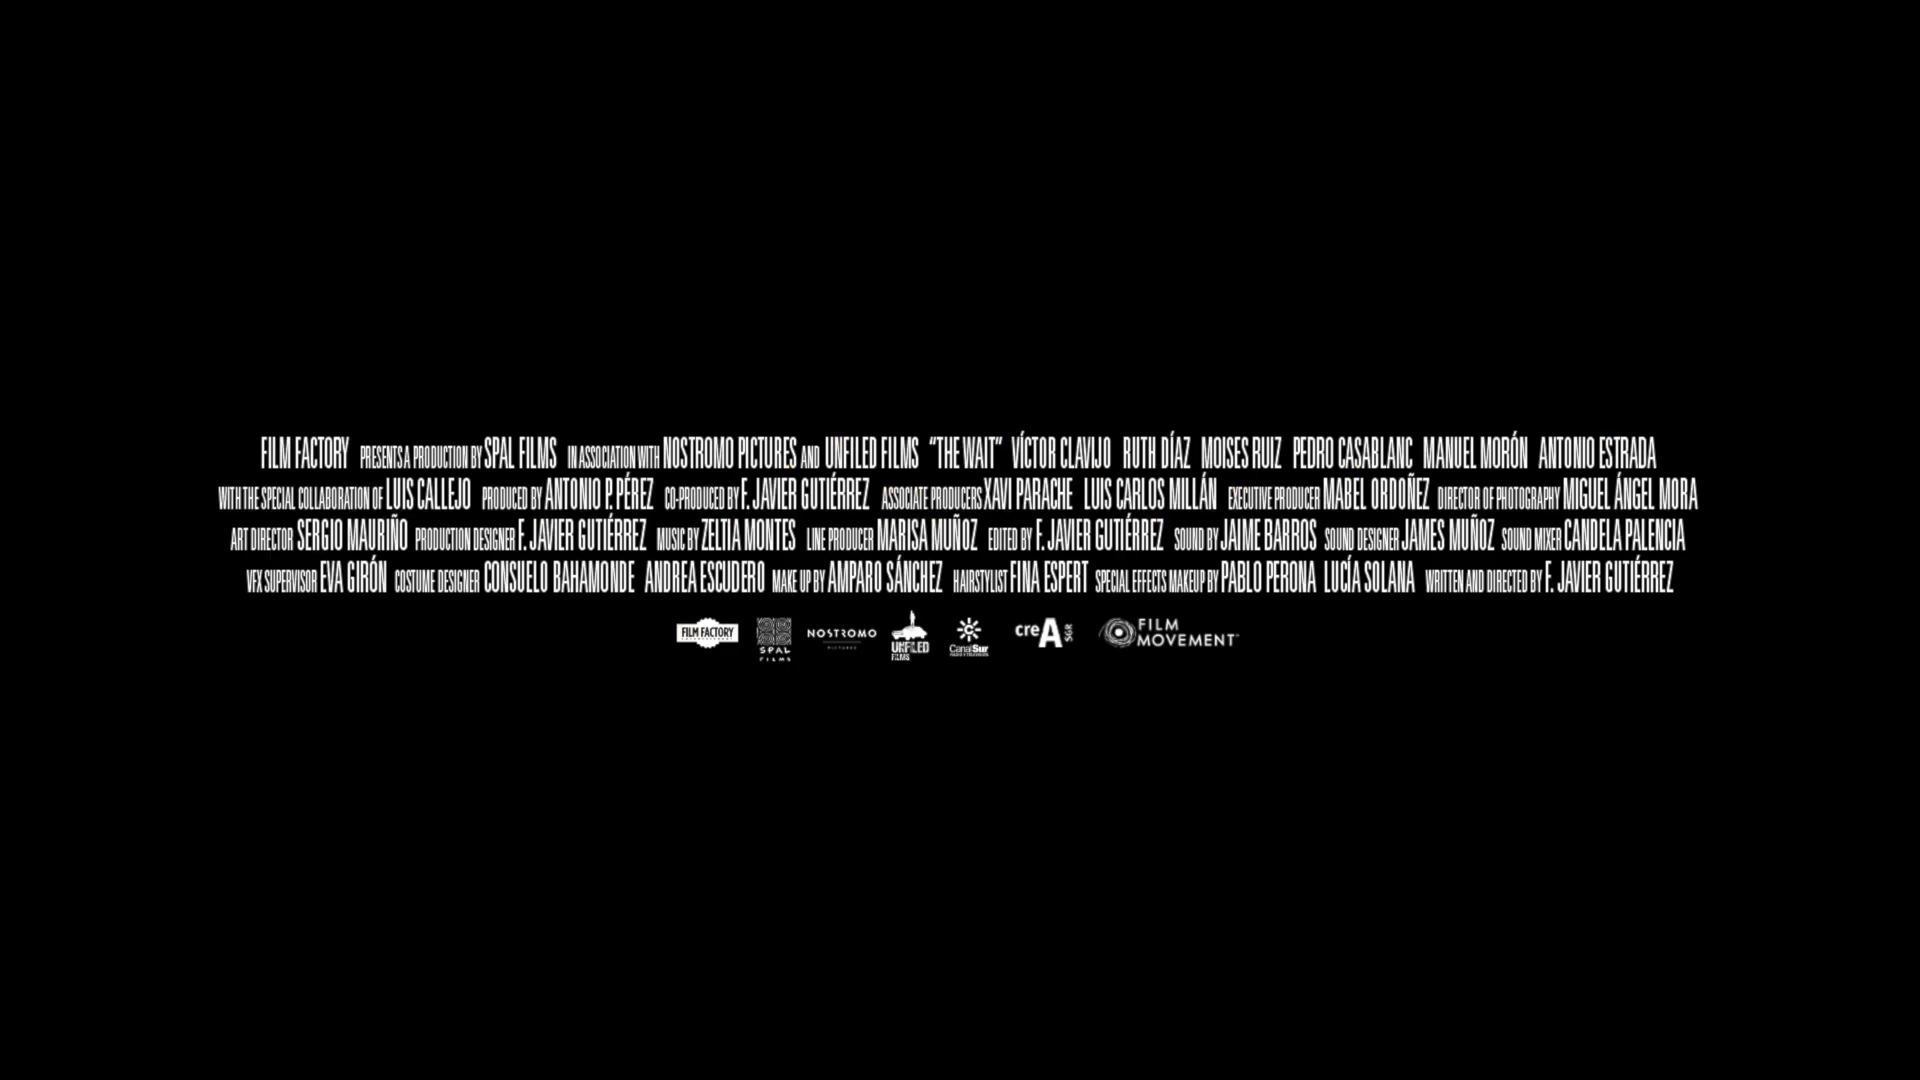 FILM FACTORY PRESENTS A PRODUCTION BY SPAL FILMS IN ASSOCIATION WITH NOSTROMO PICTURES AND UNFILED FILMS "THE WAIT" VÍCTOR CLAVIJO RUTH DÍAZ MOISES RUIZ PEDRO CASABLANC MANUEL MORÓN ANTONIO ESTRADA
WITH THE SPECIAL COLLABORATION OF LUIS CALLEJO PRODUCED BY ANTONIO P. PÉREZ CO-PRODUCED BY F. JAVIER GUTIÉRREZ ASSOCIATE PRODUCERS XAVI PARACHE LUIS CARLOS MILLÁN EXECUTIVE PRODUCER MABEL ORDOÑEZ DIRECTOR OF PHOTOGRAPHY MIGUEL ÁNGEL MORA
ART DIRECTOR SERGIO MAURIÑO PRODUCTION DESIGNER F. JAVIER GUTIÉRREZ MUSIC BY ZELTIA MONTES LINE PRODUCER MARISA MUÑOZ EDITED BY F. JAVIER GUTIÉRREZ SOUND BY JAIME BARROS SOUND DESIGNER JAMES MUÑOZ SOUND MIXER CANDELA PALENCIA
VFX SUPERVISOR EVA GIRÓN COSTUME DESIGNER CONSUELO BAHAMONDE ANDREA ESCUDERO MAKE UP BY AMPARO SÁNCHEZ HAIRSTYLIST FINA ESPERT SPECIAL EFFECTS MAKEUP BY PABLO PERONA LUCÍA SOLANA WRITTEN AND DIRECTED BY F. JAVIER GUTIÉRREZ
FILM FACTORY
SPAL FILMS
NOSTROMO PICTURES
UNFILED FILMS
CanalSur
creA SGR
FILM MOVEMENT